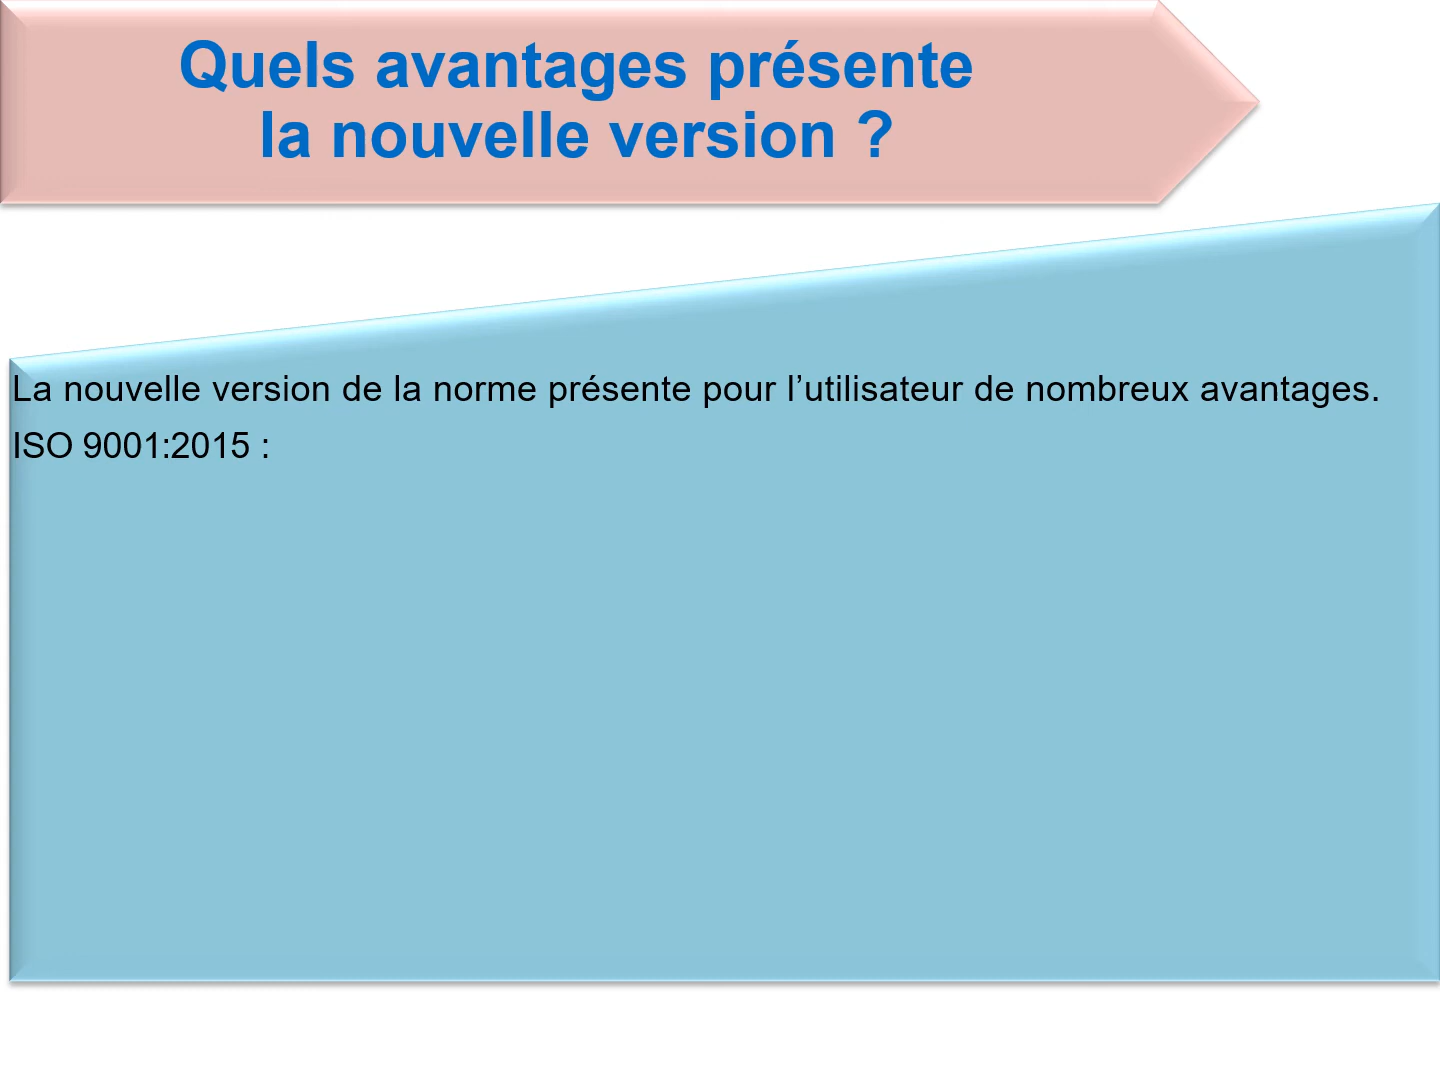 Quels avantages présente
la nouvelle version ?
La nouvelle version de la norme présente pour l’utilisateur de nombreux avantages.
ISO 9001:2015 :